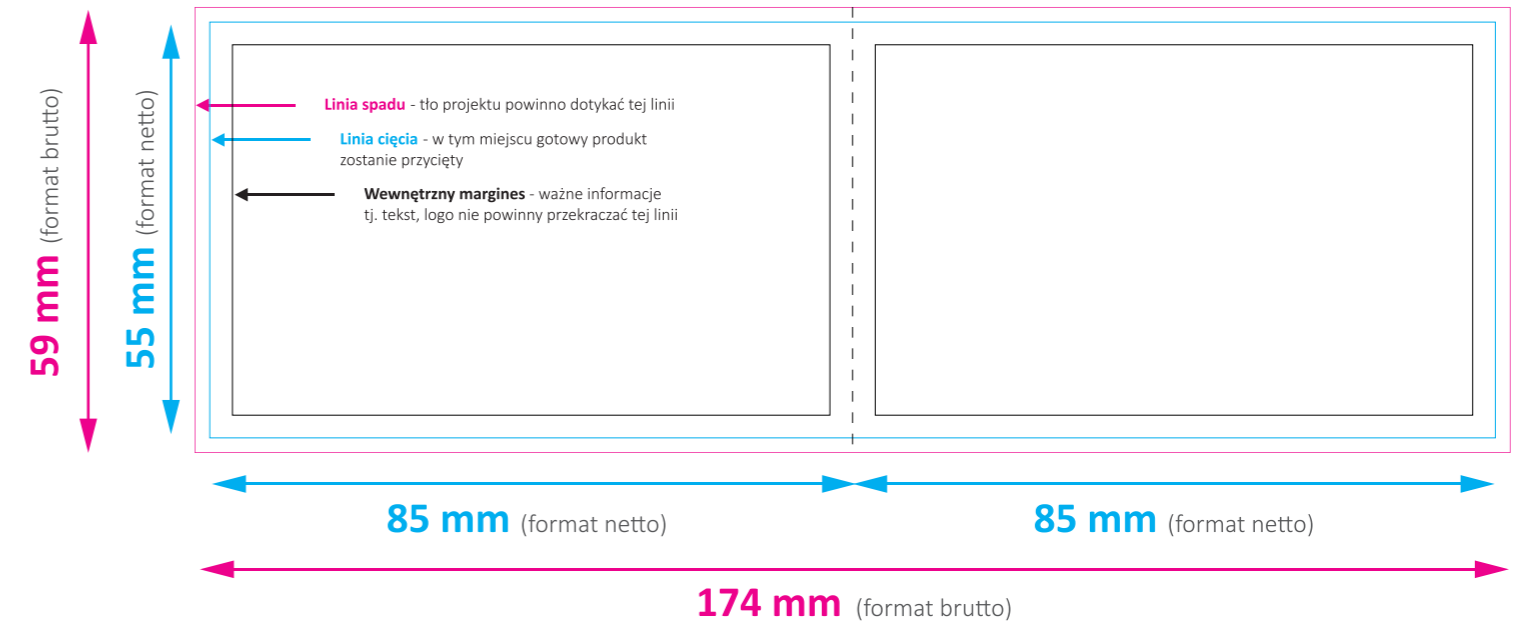 59 mm (format brutto)
55 mm (format netto)
Linia spadu - tło projektu powinno dotykać tej linii
Linia cięcia - w tym miejscu gotowy produkt
zostanie przycięty
Wewnętrzny margines - ważne informacje
tj. tekst, logo nie powinny przekraczać tej linii
85 mm (format netto)
85 mm (format netto)
174 mm (format brutto)